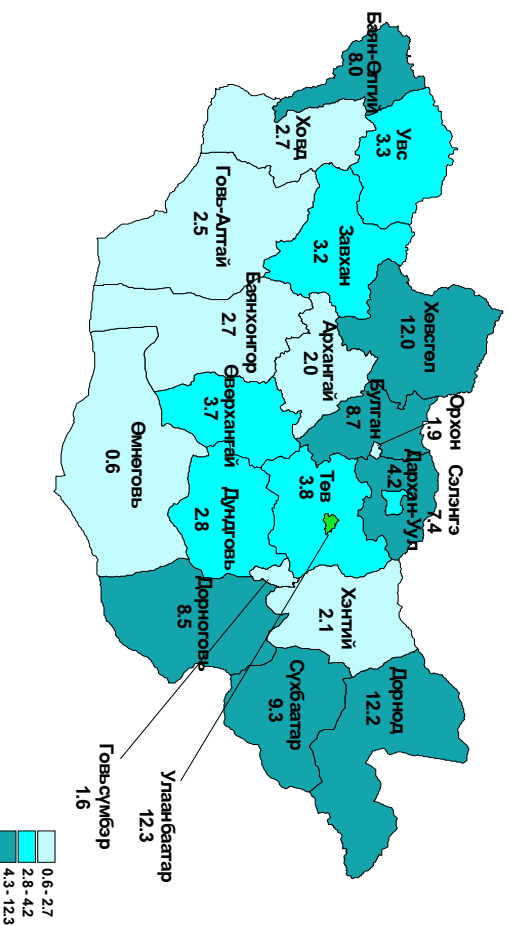 Баян-Өлгий
8.0
Увс
3.3
Ховд
2.7
Говь-Алтай
2.5
Завхан
3.2
Хөвсгөл
12.0
Баянхонгор
2.7
Архангай
2.0
Булган
8.7
Орхон
1.9
Сэлэнгэ
7.4
Дархан-Уул
4.2
Өвөрхангай
3.7
Төв
3.8
Өмнөговь
0.6
Дундговь
2.8
Дорноговь
8.5
Хэнтий
2.1
Дорнод
12.2
Сүхбаатар
9.3
Улаанбаатар
12.3
Говьсүмбэр
1.6
0.6 - 2.7
2.8 - 4.2
4.3 - 12.3